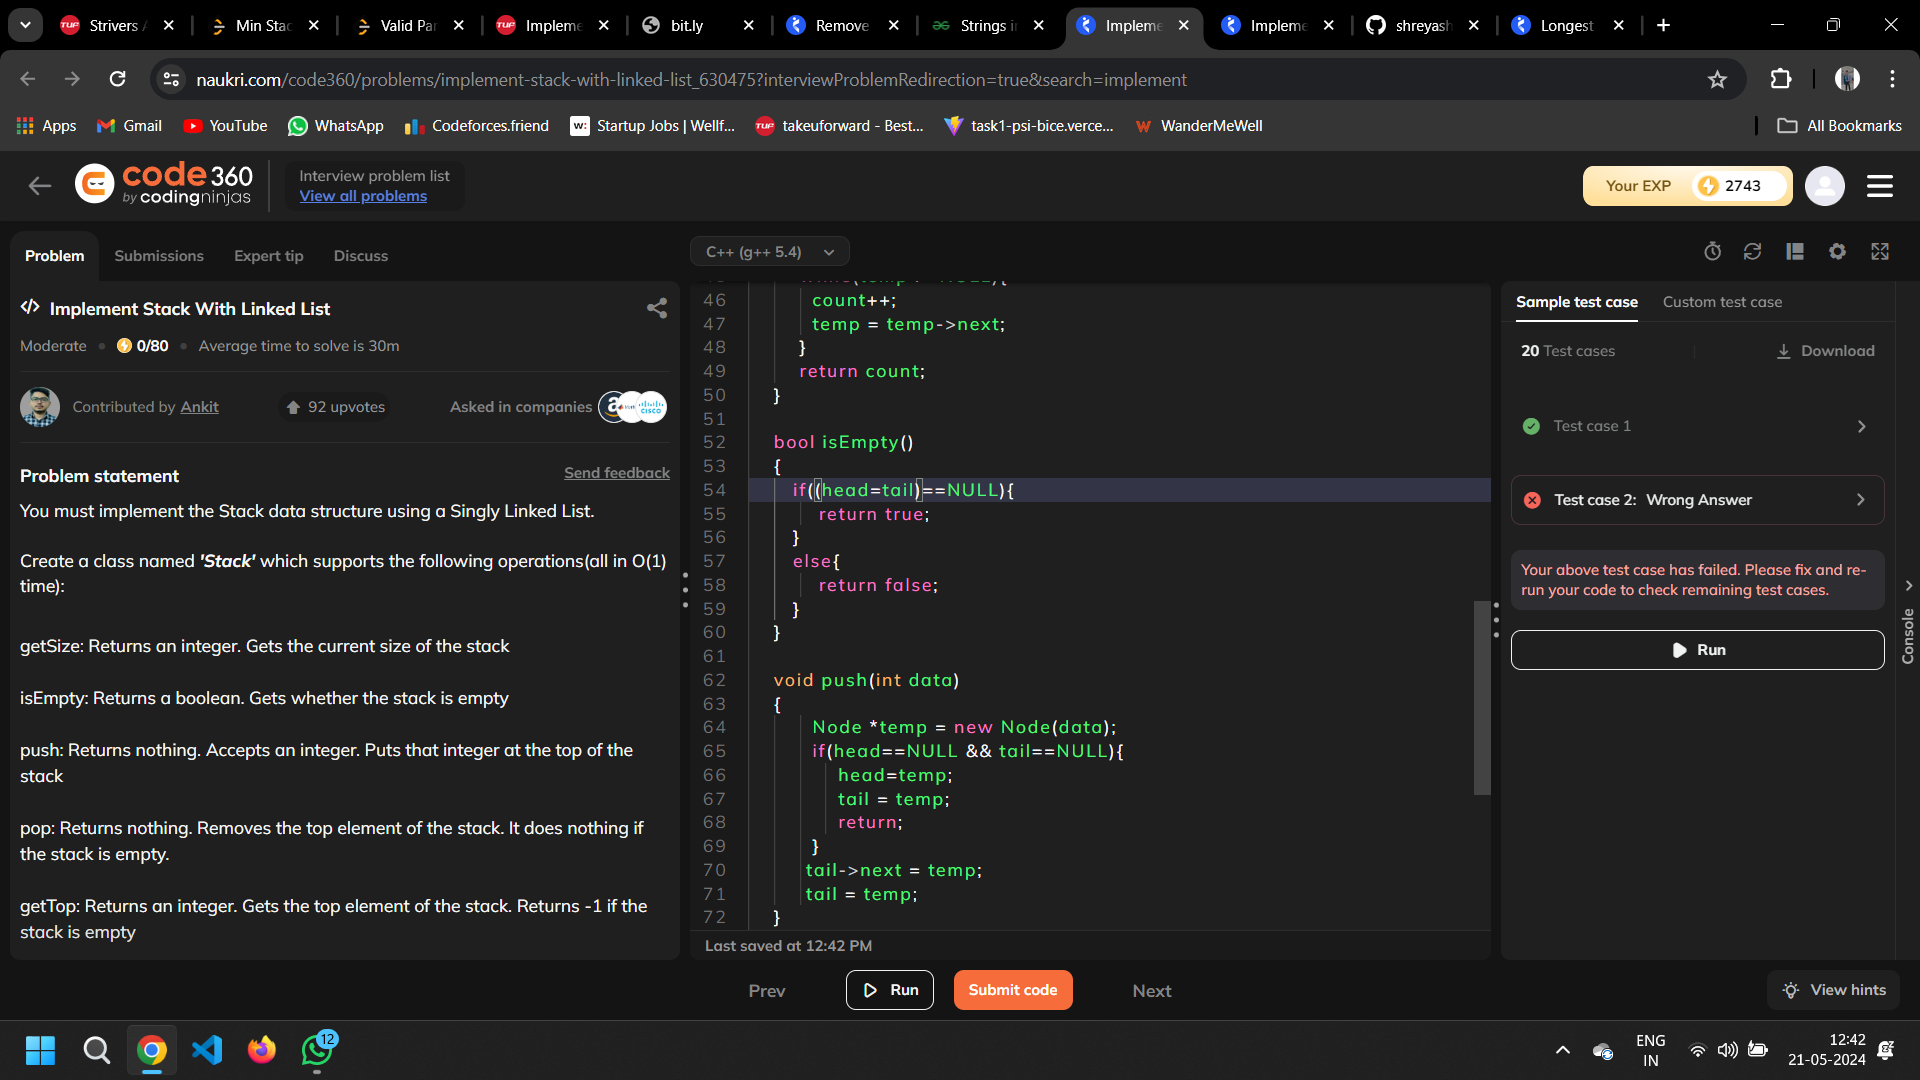 Strivers A
Min Stac
Valid Par
Impleme
bit.ly
Remove
Strings in
Impleme
Impleme
shreyash
Longest
naukri.com/code360/problems/implement-stack-with-linked-list_630475?interviewProblemRedirection=true&search=implement
Apps
Gmail
YouTube
WhatsApp
Codeforces.friend
Startup Jobs | Wellf...
takeuforward - Best...
task1-psi-bice.verce...
WanderMeWell
All Bookmarks
code 360
by codingninjas
Interview problem list
View all problems
Your EXP 2743
Problem
Submissions
Expert tip
Discuss
</> Implement Stack With Linked List
Moderate • 0/80 • Average time to solve is 30m
Contributed by Ankit
92 upvotes
Asked in companies
CISCO
Problem statement
Send feedback
You must implement the Stack data structure using a Singly Linked List.
Create a class named 'Stack' which supports the following operations(all in O(1)
time):
getSize: Returns an integer. Gets the current size of the stack
isEmpty: Returns a boolean. Gets whether the stack is empty
push: Returns nothing. Accepts an integer. Puts that integer at the top of the
stack
pop: Returns nothing. Removes the top element of the stack. It does nothing if
the stack is empty.
getTop: Returns an integer. Gets the top element of the stack. Returns -1 if the
stack is empty
C++ (g++ 5.4)
46 count++;
47 temp = temp->next;
48 }
49 return count;
50 }
51
52 bool isEmpty()
53 {
54 if((head=tail)==NULL){
55 return true;
56 }
57 else{
58 return false;
59 }
60 }
61
62 void push(int data)
63 {
64 Node *temp = new Node(data);
65 if(head==NULL && tail==NULL){
66 head=temp;
67 tail = temp;
68 return;
69 }
70 tail->next = temp;
71 tail = temp;
72 }
Last saved at 12:42 PM
Sample test case
Custom test case
20 Test cases
Download
Test case 1
Test case 2: Wrong Answer
Your above test case has failed. Please fix and re-
run your code to check remaining test cases.
Run
Console
Prev
Run
Submit code
Next
View hints
12
ENG
IN
12:42
21-05-2024